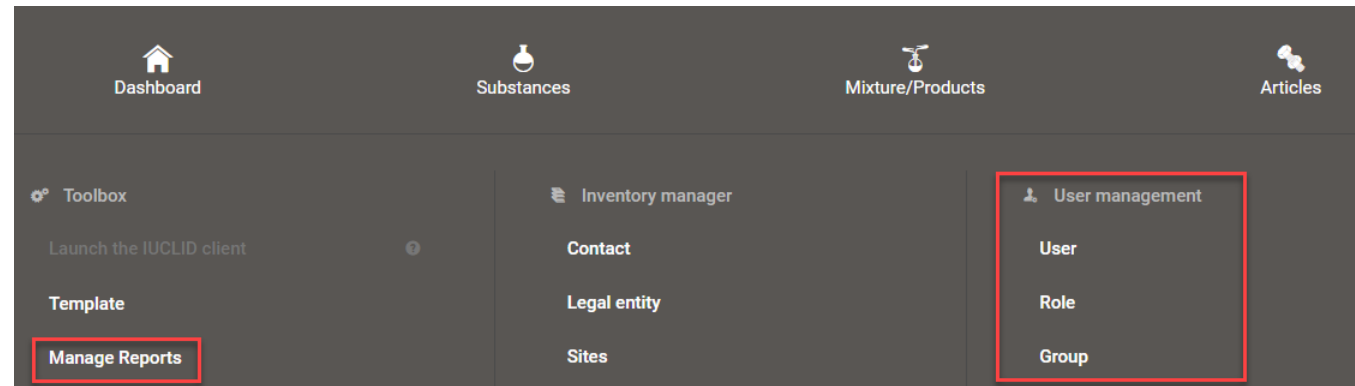 Dashboard
Substances
Mixture/Products
Articles
Toolbox
Launch the IUCLID client
Template
Manage Reports
Inventory manager
Contact
Legal entity
Sites
User management
User
Role
Group